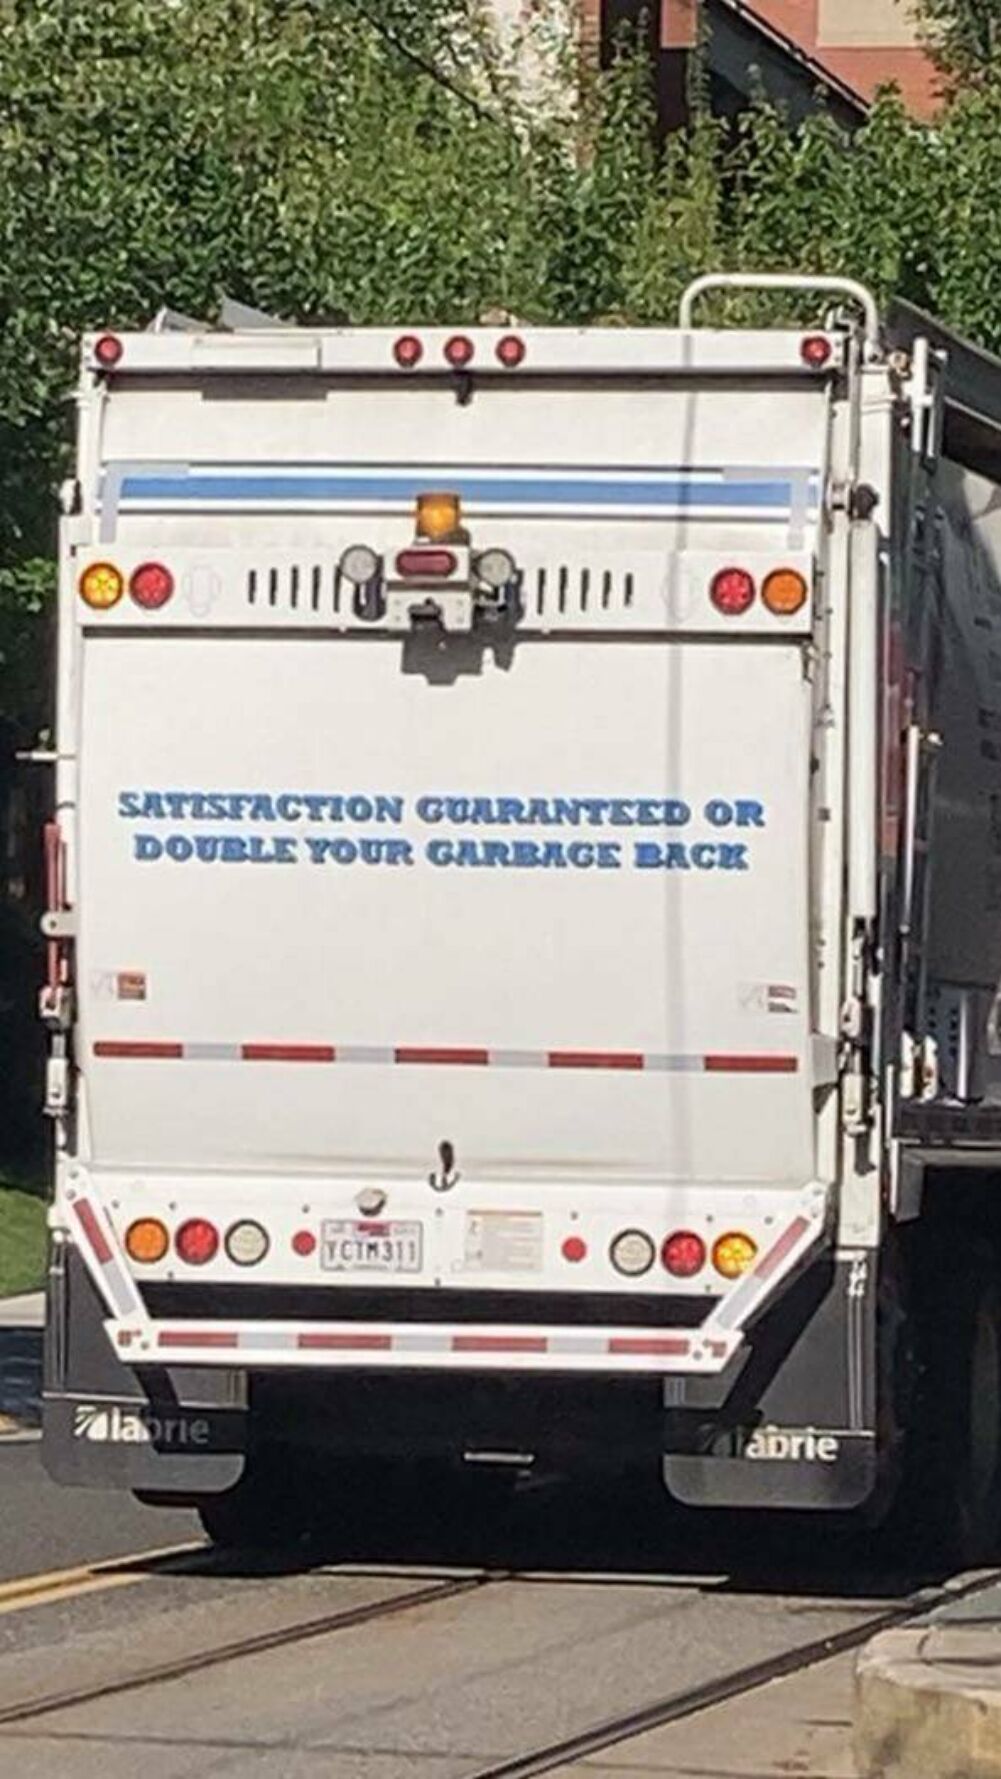 SATISFACTION GUARANTEED OR
DOUBLE YOUR GARBAGE BACK
YCTM311
labrie
labrie